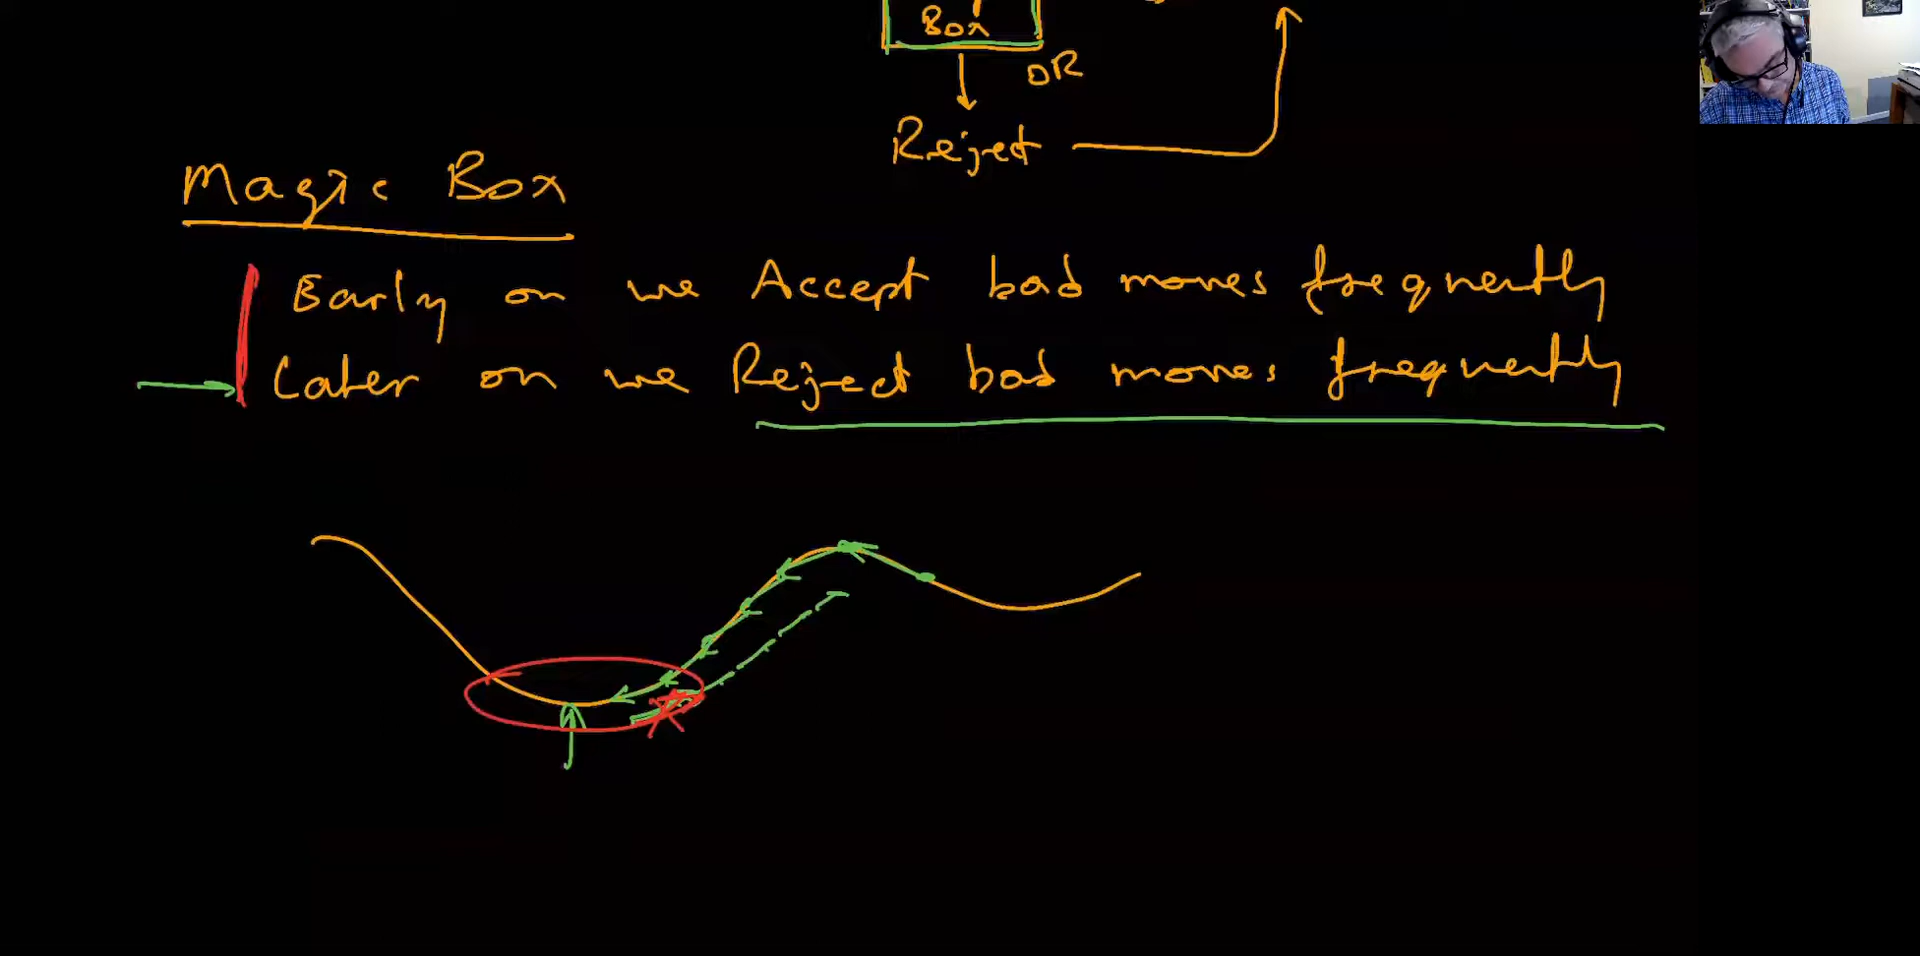 Box
OR
Reject
Magic Box
Early on we Accept bad moves frequently
Later on we Reject bad moves frequently